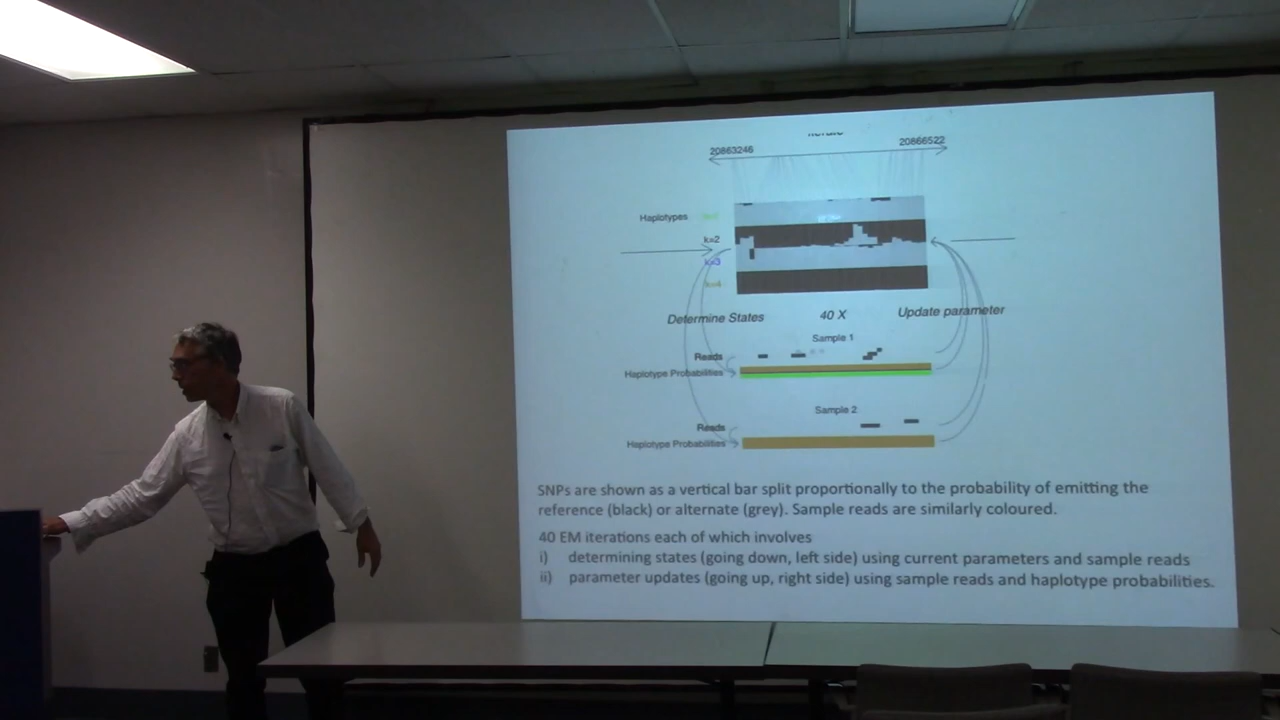 20863246 20866522
Haplotypes
k=2
k=3
k=4
Determine States 40 X Update parameter
Sample 1
Reads
Haplotype Probabilities
Sample 2
Reads
Haplotype Probabilities
SNPs are shown as a vertical bar split proportionally to the probability of emitting the
reference (black) or alternate (grey). Sample reads are similarly coloured.
40 EM iterations each of which involves
i) determining states (going down, left side) using current parameters and sample reads
ii) parameter updates (going up, right side) using sample reads and haplotype probabilities.